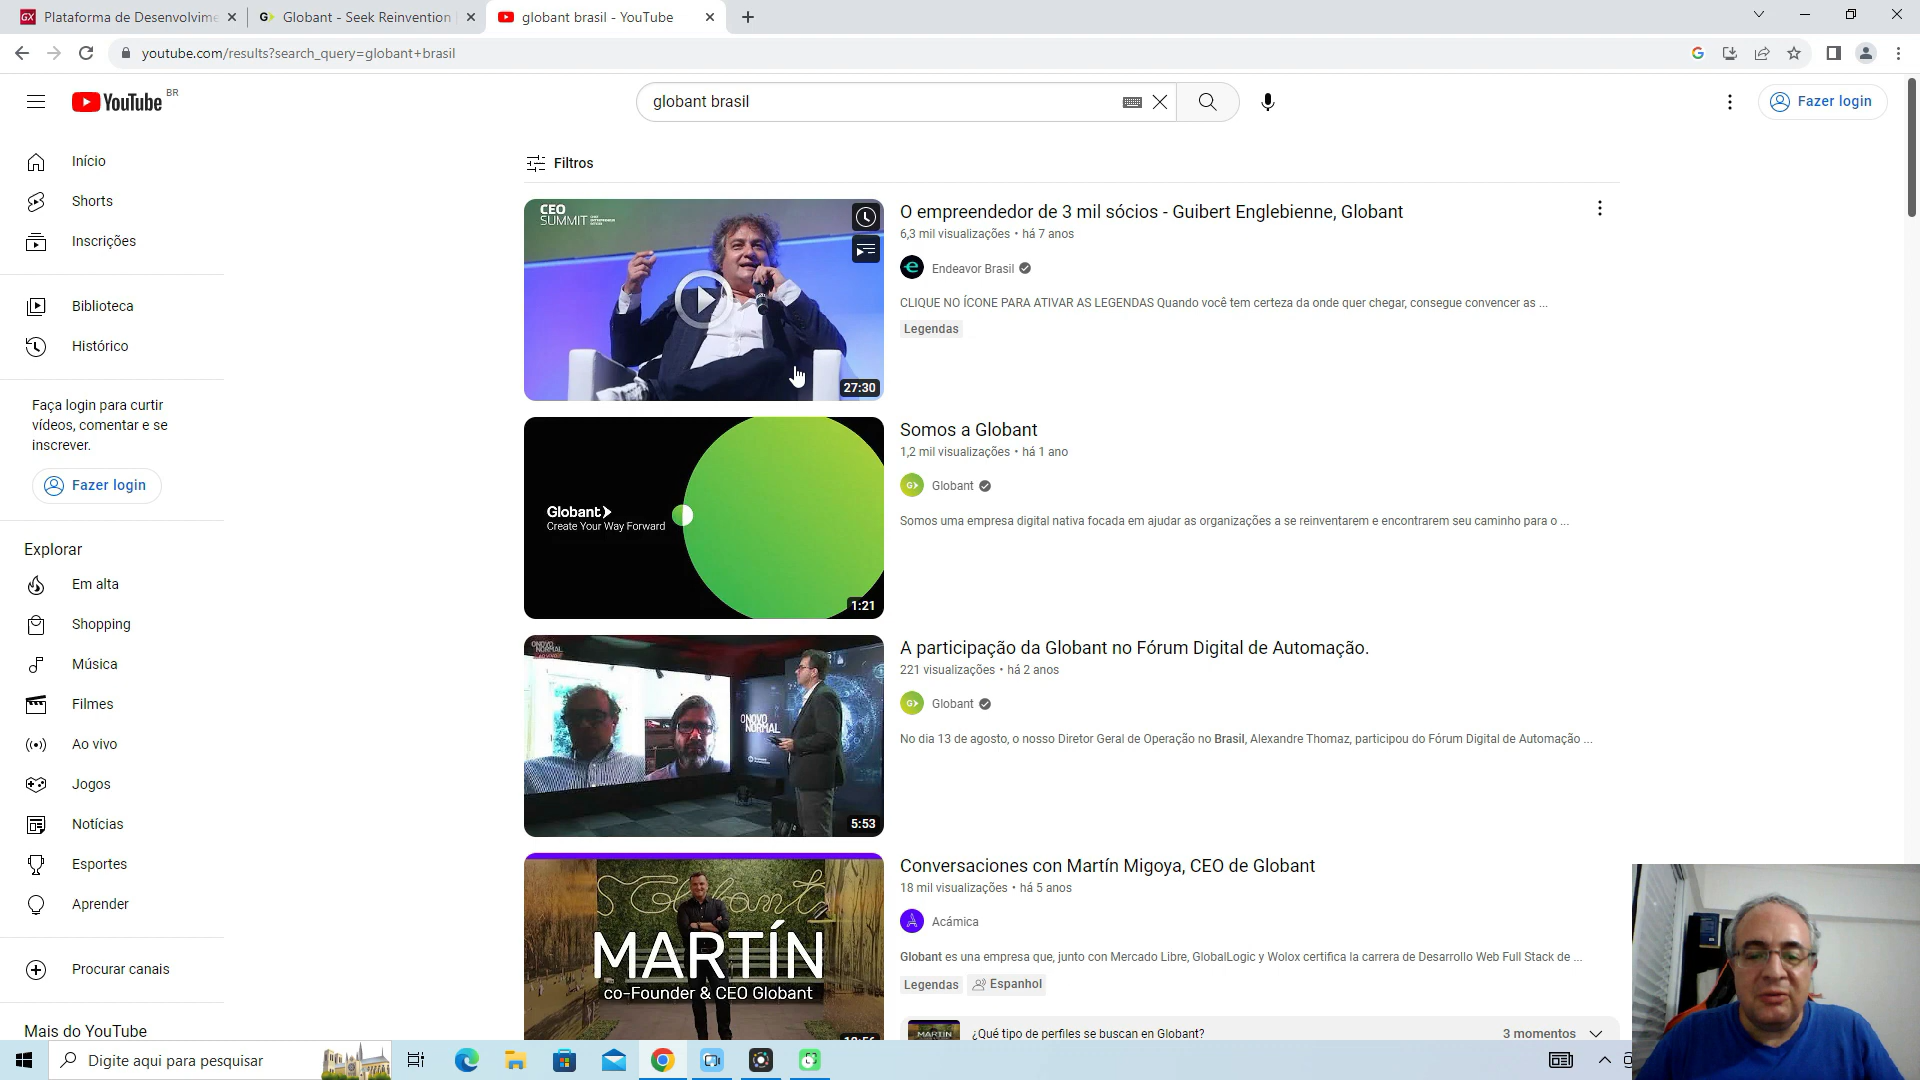 Plataforma de Desenvolvime
Globant - Seek Reinvention
globant brasil - YouTube
youtube.com/results?search_query=globant+brasil
YouTube BR
globant brasil
Fazer login
Início
Shorts
Inscrições
Biblioteca
Histórico
Faça login para curtir
vídeos, comentar e se
inscrever.
Fazer login
Explorar
Em alta
Shopping
Música
Filmes
Ao vivo
Jogos
Notícias
Esportes
Aprender
Procurar canais
Mais do YouTube
Filtros
CEO
SUMMIT
27:30
O empreendedor de 3 mil sócios - Guibert Englebienne, Globant
6,3 mil visualizações • há 7 anos
Endeavor Brasil
CLIQUE NO ÍCONE PARA ATIVAR AS LEGENDAS Quando você tem certeza da onde quer chegar, consegue convencer as ...
Legendas
Globant
Create Your Way Forward
1:21
Somos a Globant
1,2 mil visualizações • há 1 ano
Globant
Somos uma empresa digital nativa focada em ajudar as organizações a se reinventarem e encontrarem seu caminho para o ...
O NOVO
NORMAL
5:53
A participação da Globant no Fórum Digital de Automação.
221 visualizações • há 2 anos
Globant
No dia 13 de agosto, o nosso Diretor Geral de Operação no Brasil, Alexandre Thomaz, participou do Fórum Digital de Automação ...
Globant
MARTÍN
co-Founder & CEO Globant
Conversaciones con Martín Migoya, CEO de Globant
18 mil visualizações • há 5 anos
Acámica
Globant es una empresa que, junto con Mercado Libre, GlobalLogic y Wolox certifica la carrera de Desarrollo Web Full Stack de ...
Legendas
Espanhol
MARTÍN
¿Qué tipo de perfiles se buscan en Globant?
3 momentos
Digite aqui para pesquisar